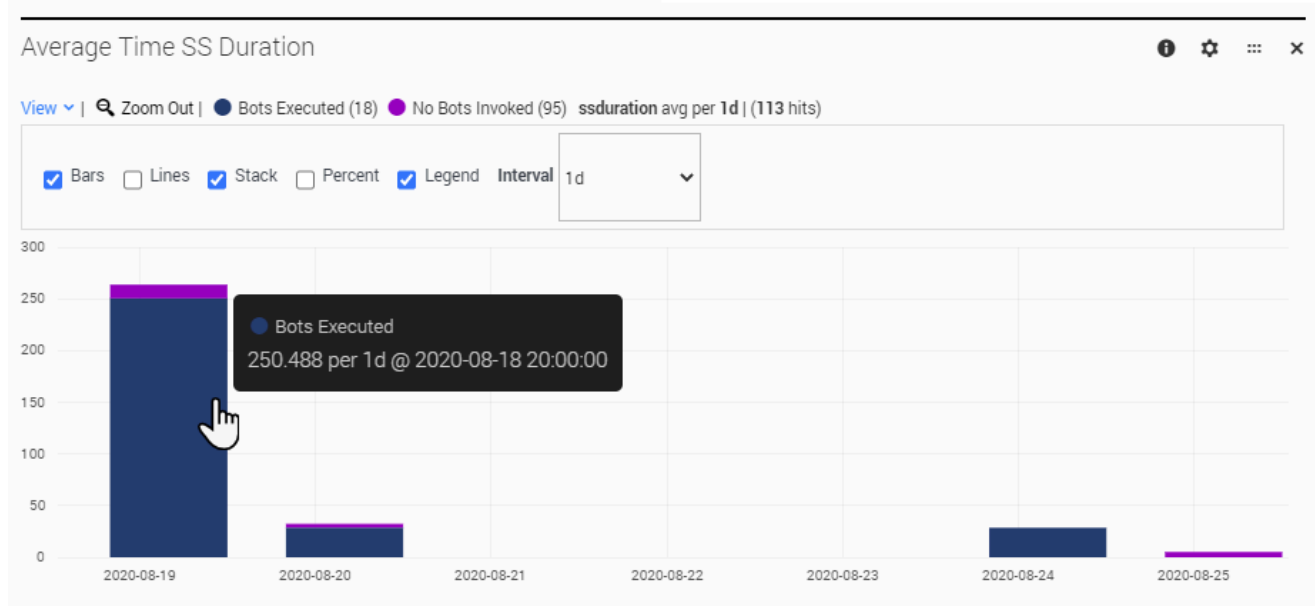 Average Time SS Duration
View | Zoom Out | Bots Executed (18) No Bots Invoked (95) ssduration avg per 1d | (113 hits)
Bars Lines Stack Percent Legend Interval 1d
300
250
200
150
100
50
0
Bots Executed
250.488 per 1d @ 2020-08-18 20:00:00
2020-08-19 2020-08-20 2020-08-21 2020-08-22 2020-08-23 2020-08-24 2020-08-25